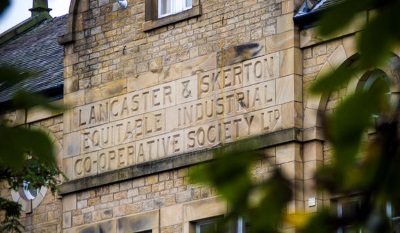 LANCASTER & SKERTON
EQUITABLE INDUSTRIAL
CO-OPERATIVE SOCIETY LTD